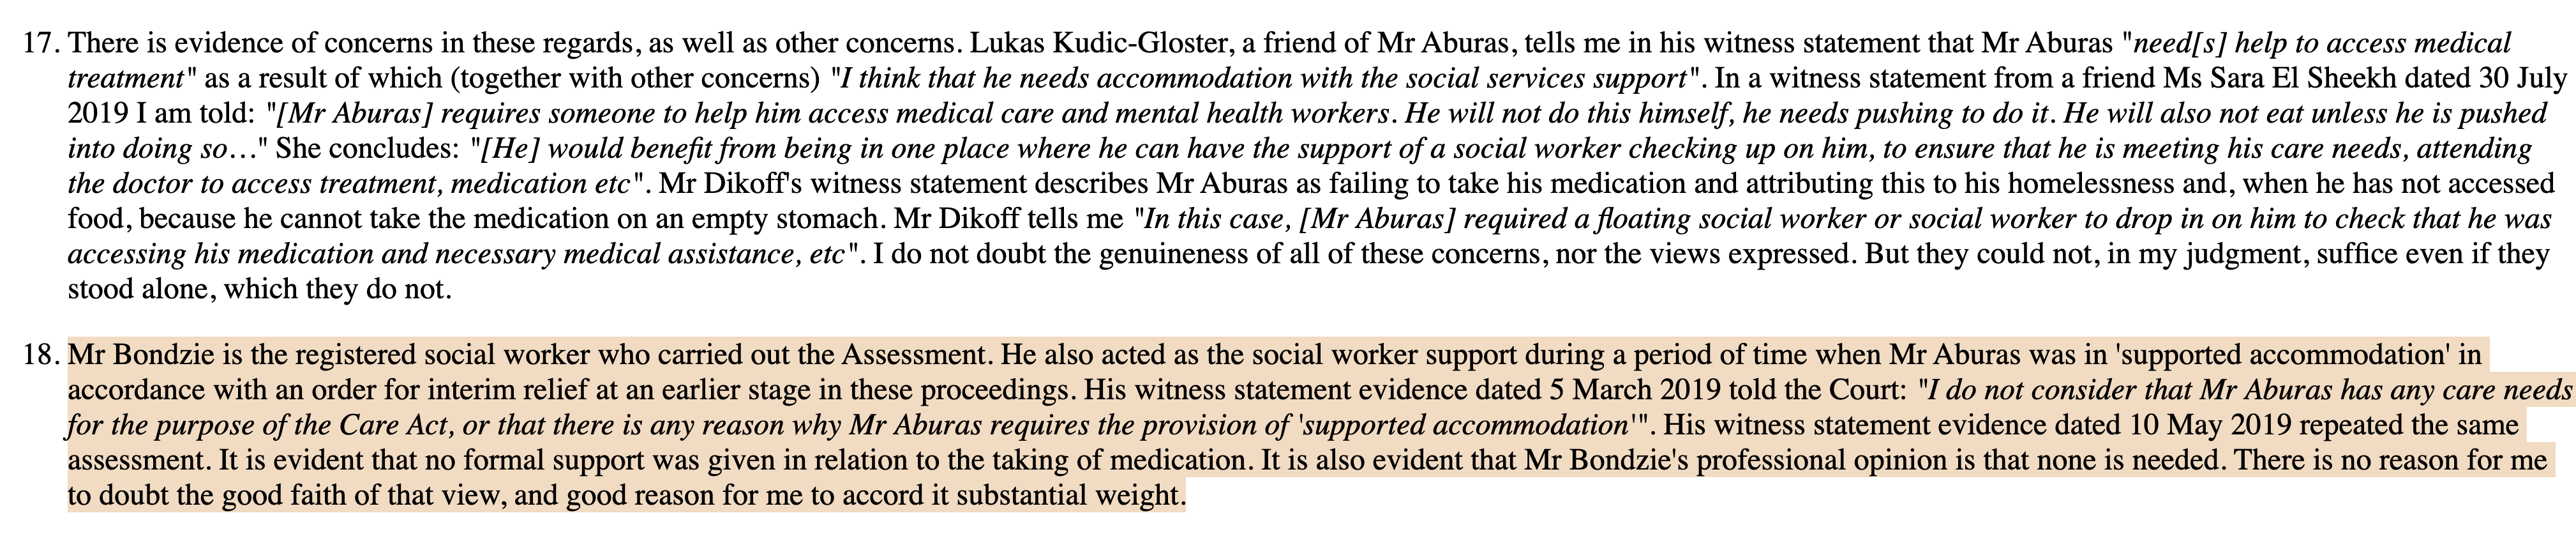 17. There is evidence of concerns in these regards, as well as other concerns. Lukas Kudic-Gloster, a friend of Mr Aburas, tells me in his witness statement that Mr Aburas "need[s] help to access medical
treatment" as a result of which (together with other concerns) "I think that he needs accommodation with the social services support". In a witness statement from a friend Ms Sara El Sheekh dated 30 July
2019 I am told: "[Mr Aburas] requires someone to help him access medical care and mental health workers. He will not do this himself, he needs pushing to do it. He will also not eat unless he is pushed
into doing so…" She concludes: "[He] would benefit from being in one place where he can have the support of a social worker checking up on him, to ensure that he is meeting his care needs, attending
the doctor to access treatment, medication etc". Mr Dikoff's witness statement describes Mr Aburas as failing to take his medication and attributing this to his homelessness and, when he has not accessed
food, because he cannot take the medication on an empty stomach. Mr Dikoff tells me "In this case, [Mr Aburas] required a floating social worker or social worker to drop in on him to check that he was
accessing his medication and necessary medical assistance, etc". I do not doubt the genuineness of all of these concerns, nor the views expressed. But they could not, in my judgment, suffice even if they
stood alone, which they do not.
18. Mr Bondzie is the registered social worker who carried out the Assessment. He also acted as the social worker support during a period of time when Mr Aburas was in 'supported accommodation' in
accordance with an order for interim relief at an earlier stage in these proceedings. His witness statement evidence dated 5 March 2019 told the Court: "I do not consider that Mr Aburas has any care needs
for the purpose of the Care Act, or that there is any reason why Mr Aburas requires the provision of 'supported accommodation'". His witness statement evidence dated 10 May 2019 repeated the same
assessment. It is evident that no formal support was given in relation to the taking of medication. It is also evident that Mr Bondzie's professional opinion is that none is needed. There is no reason for me
to doubt the good faith of that view, and good reason for me to accord it substantial weight.